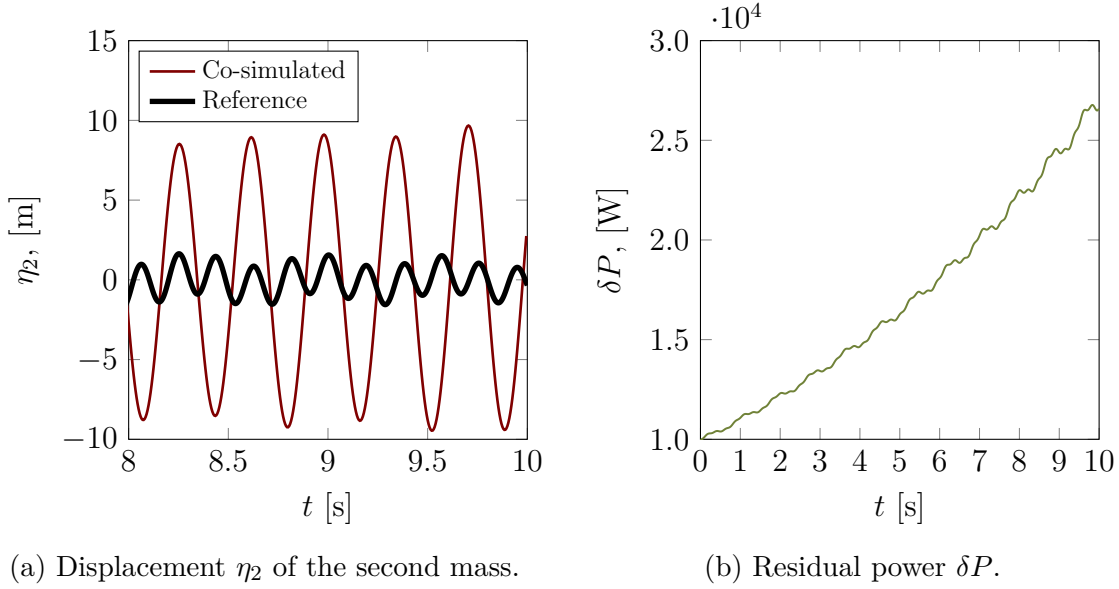 15
10
5
0
−5
−10
8
8.5
9
9.5
10
η₂, [m]
t [s]
Co-simulated
Reference
(a) Displacement η₂ of the second mass.
·10⁴
3.0
2.5
2.0
1.5
1.0
0 1 2 3 4 5 6 7 8 9 10
δP, [W]
t [s]
(b) Residual power δP.